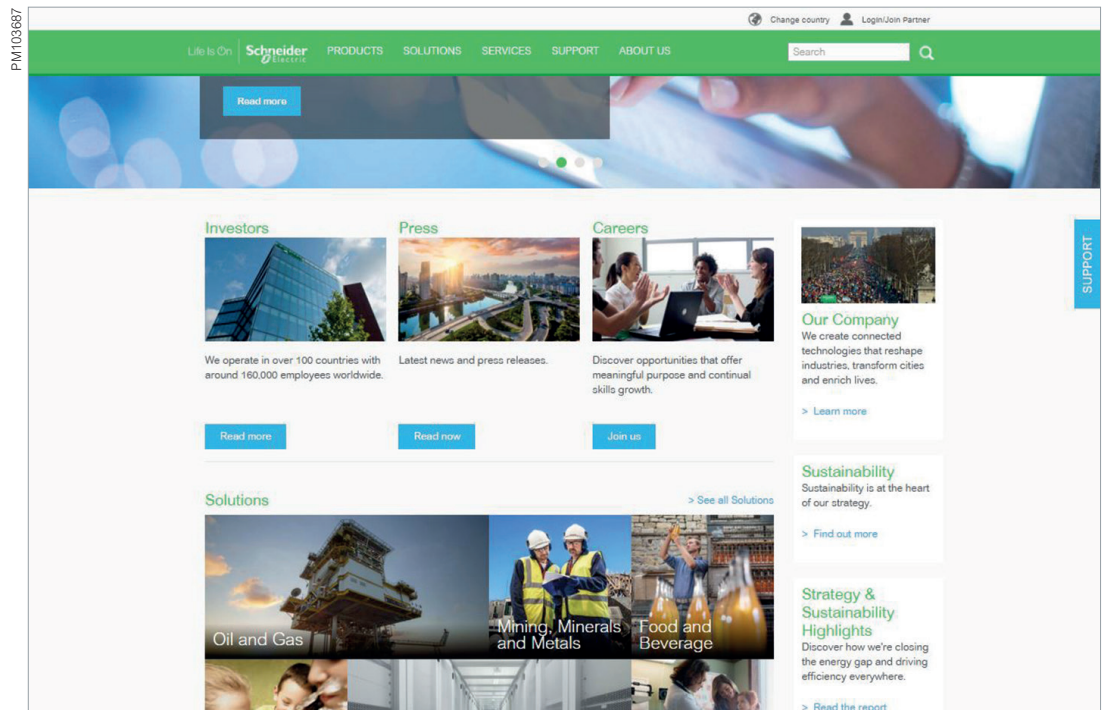 PM103687
Change country
Login/Join Partner
Life Is On
Schneider
Electric
PRODUCTS
SOLUTIONS
SERVICES
SUPPORT
ABOUT US
Search
Read more
SUPPORT
Investors
We operate in over 100 countries with
around 160,000 employees worldwide.
Read more
Press
Latest news and press releases.
Read now
Careers
Discover opportunities that offer
meaningful purpose and continual
skills growth.
Join us
Our Company
We create connected
technologies that reshape
industries, transform cities
and enrich lives.
> Learn more
Solutions
> See all Solutions
Oil and Gas
Mining, Minerals
and Metals
Food and
Beverage
Sustainability
Sustainability is at the heart
of our strategy.
> Find out more
Strategy &
Sustainability
Highlights
Discover how we're closing
the energy gap and driving
efficiency everywhere.
> Read the report